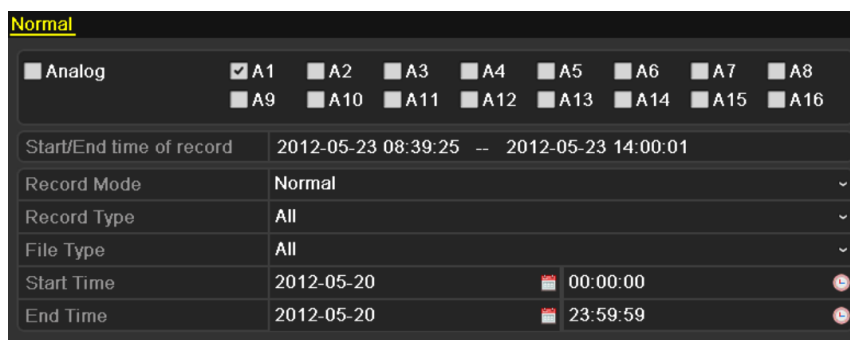 Normal
Analog A1 A2 A3 A4 A5 A6 A7 A8
A9 A10 A11 A12 A13 A14 A15 A16
Start/End time of record 2012-05-23 08:39:25 -- 2012-05-23 14:00:01
Record Mode Normal
Record Type All
File Type All
Start Time 2012-05-20 00:00:00
End Time 2012-05-20 23:59:59